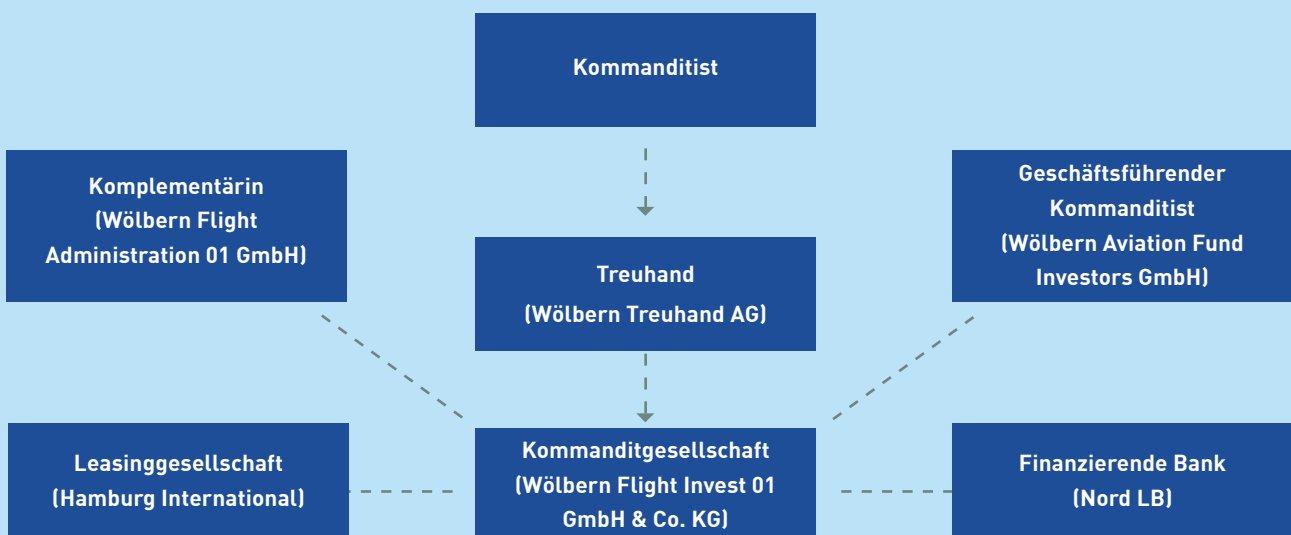 Kommanditist
Komplementärin
(Wölbern Flight
Administration 01 GmbH)
Geschäftsführender
Kommanditist
(Wölbern Aviation Fund
Investors GmbH)
Treuhand
(Wölbern Treuhand AG)
Leasinggesellschaft
(Hamburg International)
Kommanditgesellschaft
(Wölbern Flight Invest 01
GmbH & Co. KG)
Finanzierende Bank
(Nord LB)